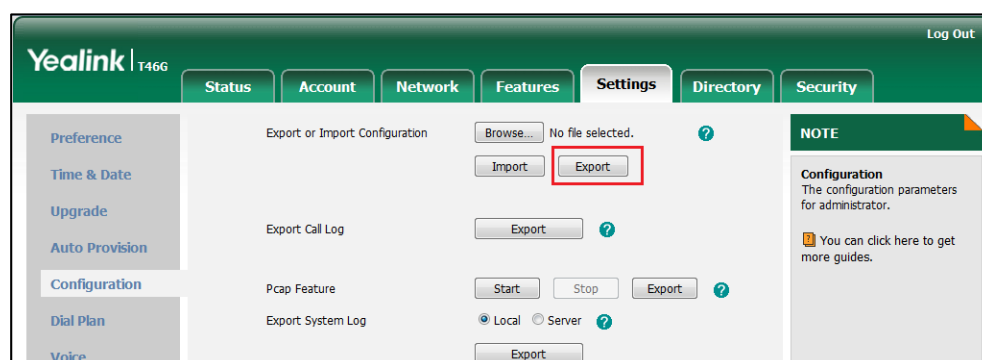 Log Out
Yealink | T46G
Status Account Network Features Settings Directory Security
Preference
Time & Date
Upgrade
Auto Provision
Configuration
Dial Plan
Voice
Export or Import Configuration Browse... No file selected. ?
Import Export
Export Call Log Export ?
Pcap Feature Start Stop Export ?
Export System Log Local Server ?
Export
NOTE
Configuration
The configuration parameters
for administrator.
? You can click here to get
more guides.